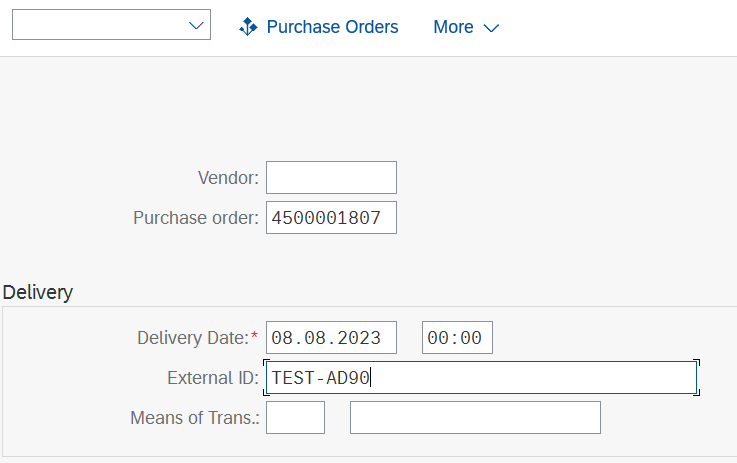 Purchase Orders More
Vendor:
Purchase order: 4500001807
Delivery
Delivery Date:* 08.08.2023 00:00
External ID: TEST-AD90
Means of Trans.: